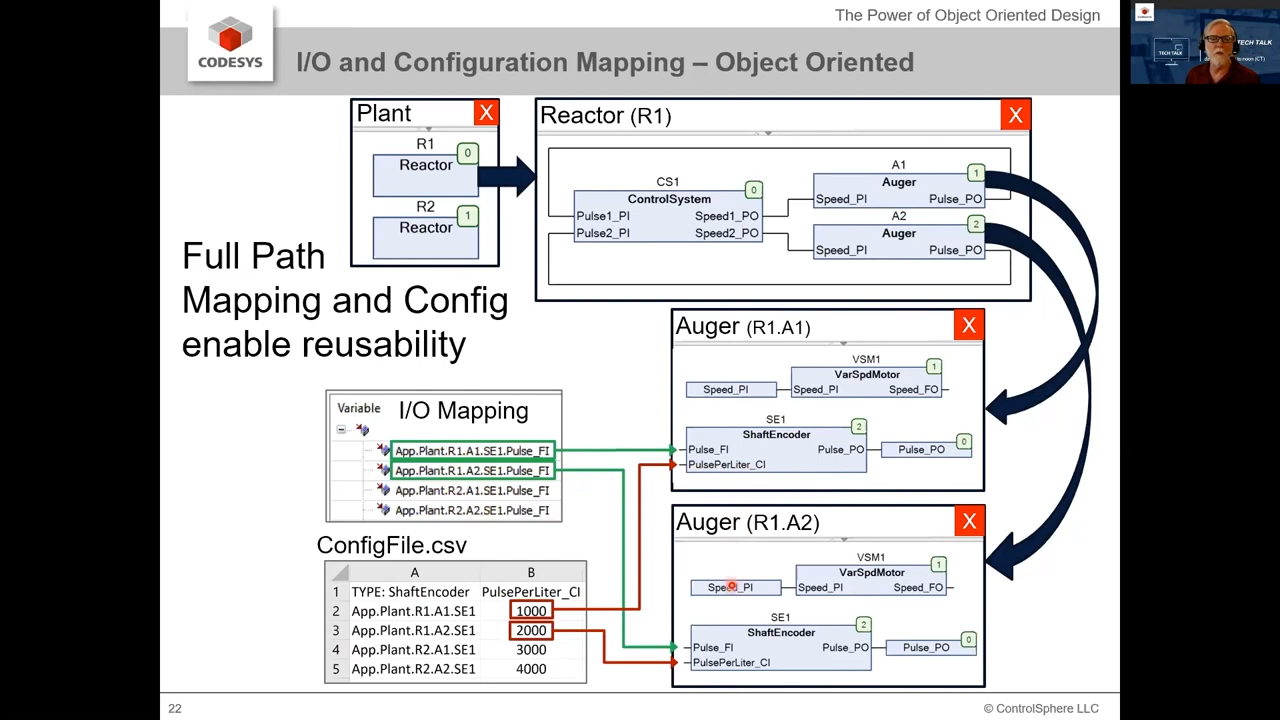 The Power of Object Oriented Design
CODESYS
I/O and Configuration Mapping – Object Oriented
TECH TALK
TECH TALK
Plant
X
R1
0
Reactor
R2
1
Reactor
Reactor (R1)
X
CS1
0
ControlSystem
Pulse1_PI Speed1_PO
Pulse2_PI Speed2_PO
A1
1
Auger
Speed_PI Pulse_PO
A2
2
Auger
Speed_PI Pulse_PO
Full Path
Mapping and Config
enable reusability
Auger (R1.A1)
X
VSM1
1
VarSpdMotor
Speed_PI Speed_PI Speed_FO
SE1
2
ShaftEncoder
0
Pulse_FI Pulse_PO Pulse_PO
PulsePerLiter_CI
Variable I/O Mapping
App.Plant.R1.A1.SE1.Pulse_FI
App.Plant.R1.A2.SE1.Pulse_FI
App.Plant.R2.A1.SE1.Pulse_FI
App.Plant.R2.A2.SE1.Pulse_FI
Auger (R1.A2)
X
VSM1
1
VarSpdMotor
Speed_PI Speed_PI Speed_FO
SE1
2
ShaftEncoder
0
Pulse_FI Pulse_PO Pulse_PO
PulsePerLiter_CI
ConfigFile.csv
A B
1 TYPE: ShaftEncoder PulsePerLiter_CI
2 App.Plant.R1.A1.SE1 1000
3 App.Plant.R1.A2.SE1 2000
4 App.Plant.R2.A1.SE1 3000
5 App.Plant.R2.A2.SE1 4000
22
© ControlSphere LLC